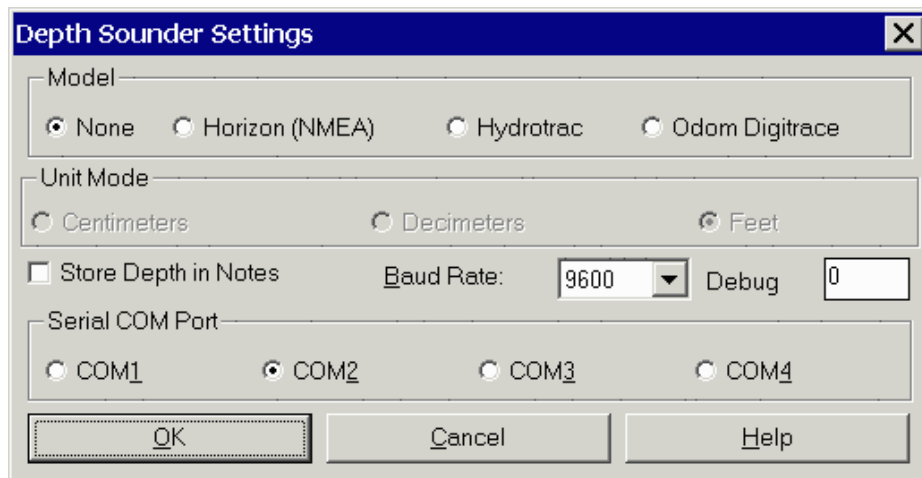 Depth Sounder Settings
Model
None Horizon (NMEA) Hydrotrac Odom Digitrace
Unit Mode
Centimeters Decimeters Feet
Store Depth in Notes Baud Rate: 9600 Debug 0
Serial COM Port
COM1 COM2 COM3 COM4
OK Cancel Help